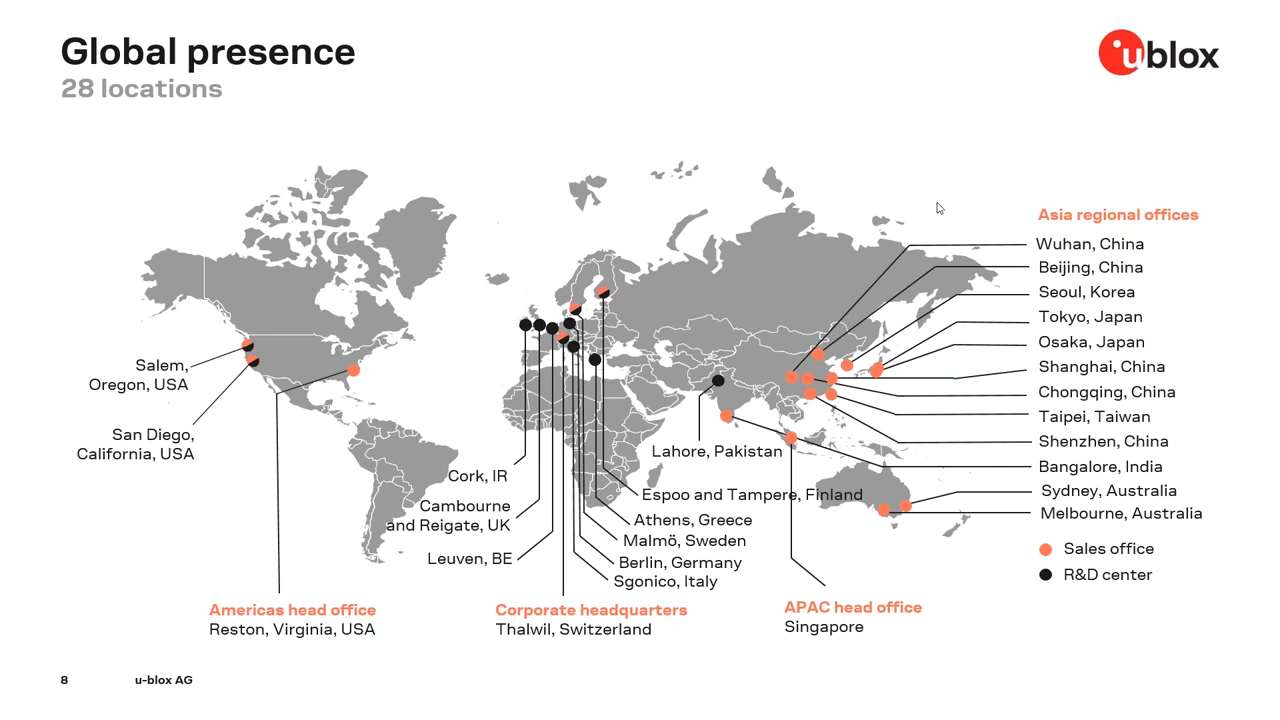 Global presence
28 locations
ublox
Asia regional offices
Wuhan, China
Beijing, China
Seoul, Korea
Tokyo, Japan
Osaka, Japan
Shanghai, China
Chongqing, China
Taipei, Taiwan
Shenzhen, China
Bangalore, India
Sydney, Australia
Melbourne, Australia
Sales office
R&D center
Salem,
Oregon, USA
San Diego,
California, USA
Cork, IR
Cambourne
and Reigate, UK
Leuven, BE
Lahore, Pakistan
Espoo and Tampere, Finland
Athens, Greece
Malmö, Sweden
Berlin, Germany
Sgonico, Italy
Americas head office
Reston, Virginia, USA
Corporate headquarters
Thalwil, Switzerland
APAC head office
Singapore
8
u-blox AG